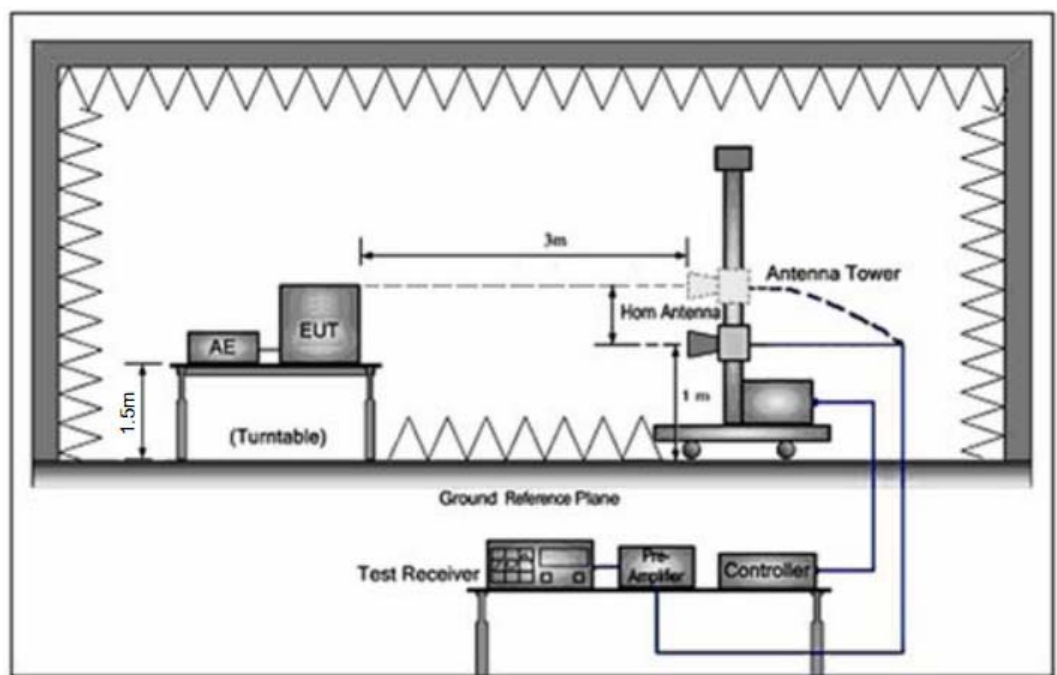 3m
Antenna Tower
Horn Antenna
EUT
AE
1 m
1.5m
(Turntable)
Ground Reference Plane
Test Receiver
Pre-
Amplifier
Controller